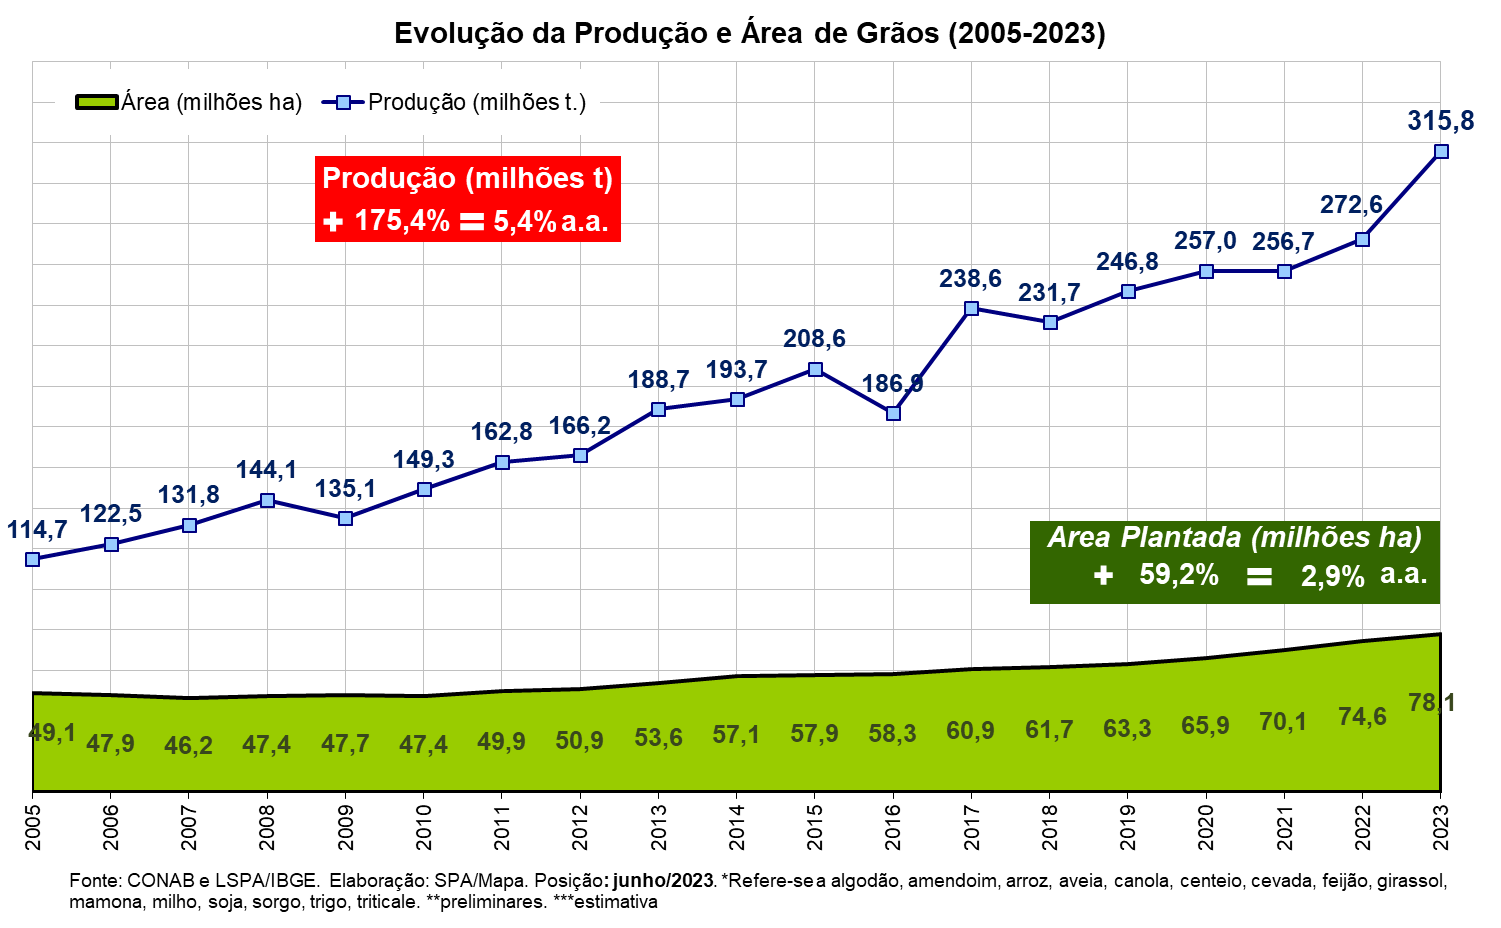 Evolução da Produção e Área de Grãos (2005-2023)
Área (milhões ha) Produção (milhões t.)
Produção (milhões t)
+ 175,4% = 5,4% a.a.
114,7 122,5 131,8 144,1 135,1 149,3 162,8 166,2 188,7 193,7 208,6 186,9 238,6 231,7 246,8 257,0 256,7 272,6 315,8
Area Plantada (milhões ha)
+ 59,2% = 2,9% a.a.
49,1 47,9 46,2 47,4 47,7 47,4 49,9 50,9 53,6 57,1 57,9 58,3 60,9 61,7 63,3 65,9 70,1 74,6 78,1
2005 2006 2007 2008 2009 2010 2011 2012 2013 2014 2015 2016 2017 2018 2019 2020 2021 2022 2023
Fonte: CONAB e LSPA/IBGE. Elaboração: SPA/Mapa. Posição: junho/2023. *Refere-se a algodão, amendoim, arroz, aveia, canola, centeio, cevada, feijão, girassol,
mamona, milho, soja, sorgo, trigo, triticale. **preliminares. ***estimativa